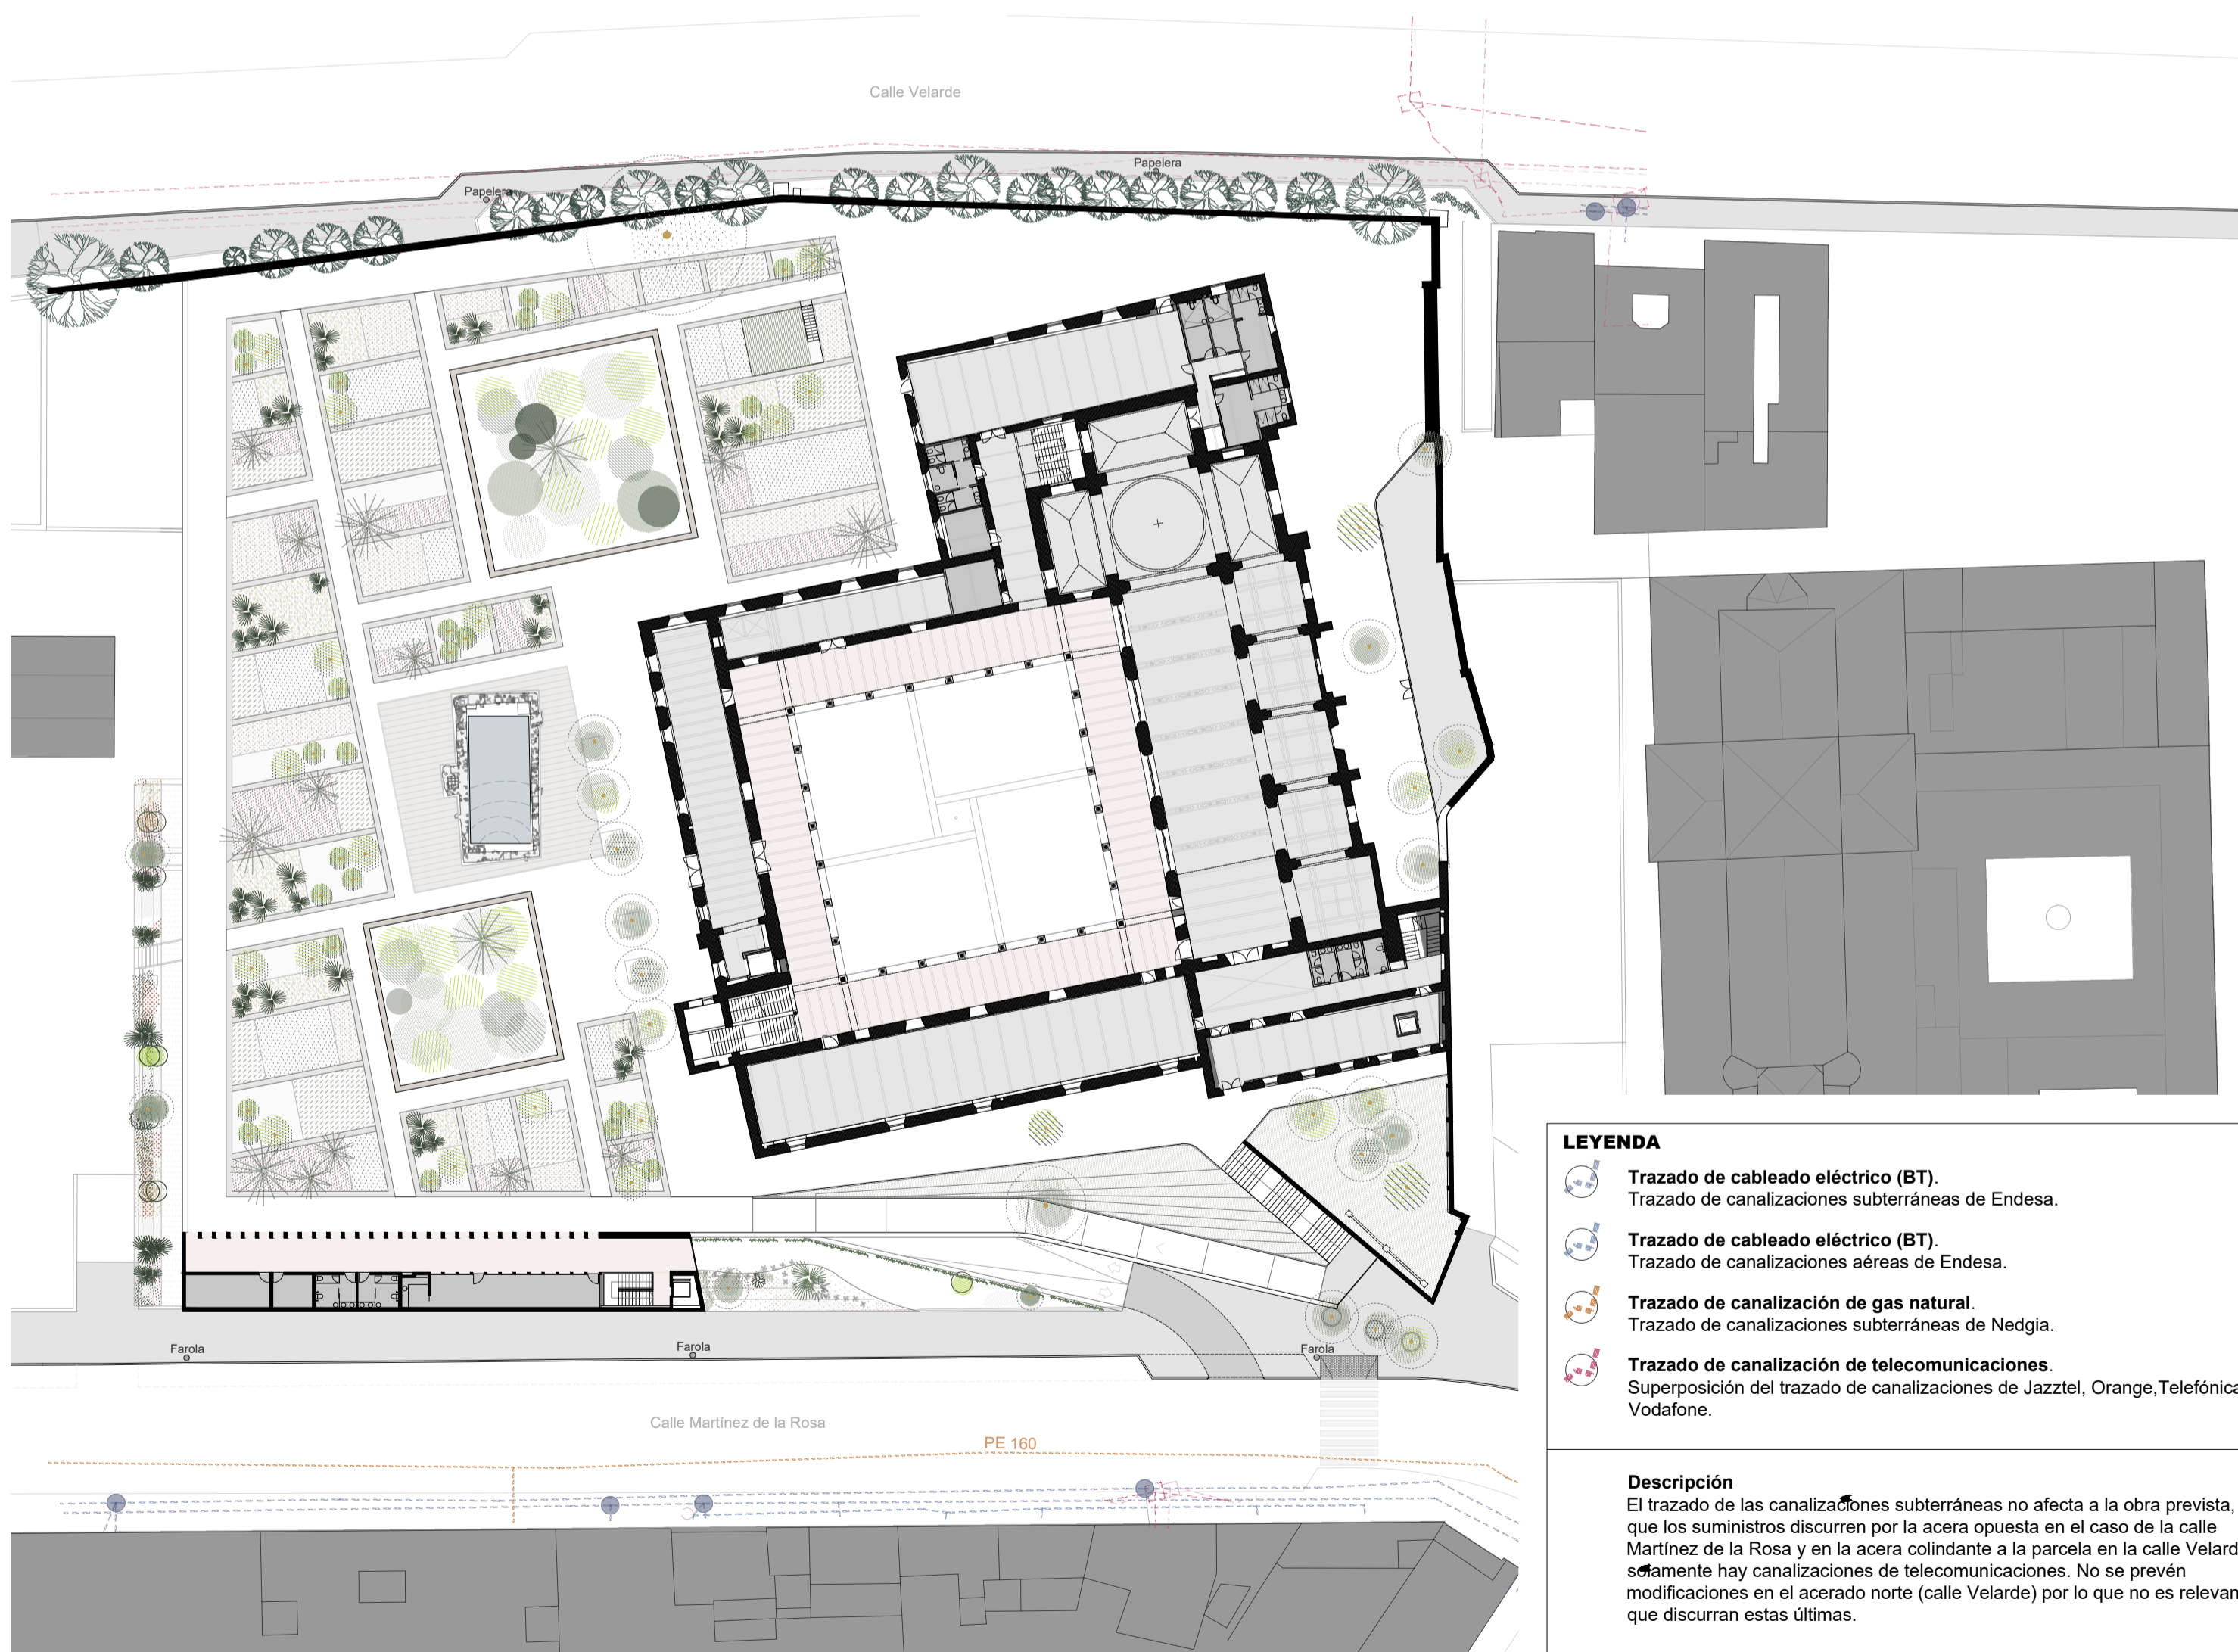 Calle Velarde
Papelera
Papelera
Farola
Farola
Farola
Calle Martínez de la Rosa
PE 160
LEYENDA
Trazado de cableado eléctrico (BT).
Trazado de canalizaciones subterráneas de Endesa.
Trazado de cableado eléctrico (BT).
Trazado de canalizaciones aéreas de Endesa.
Trazado de canalización de gas natural.
Trazado de canalizaciones subterráneas de Nedgia.
Trazado de canalización de telecomunicaciones.
Superposición del trazado de canalizaciones de Jazztel, Orange,Telefónica
Vodafone.
Descripción
El trazado de las canalizaciones subterráneas no afecta a la obra prevista,
que los suministros discurren por la acera opuesta en el caso de la calle
Martínez de la Rosa y en la acera colindante a la parcela en la calle Velard
solamente hay canalizaciones de telecomunicaciones. No se prevén
modificaciones en el acerado norte (calle Velarde) por lo que no es relevan
que discurran estas últimas.